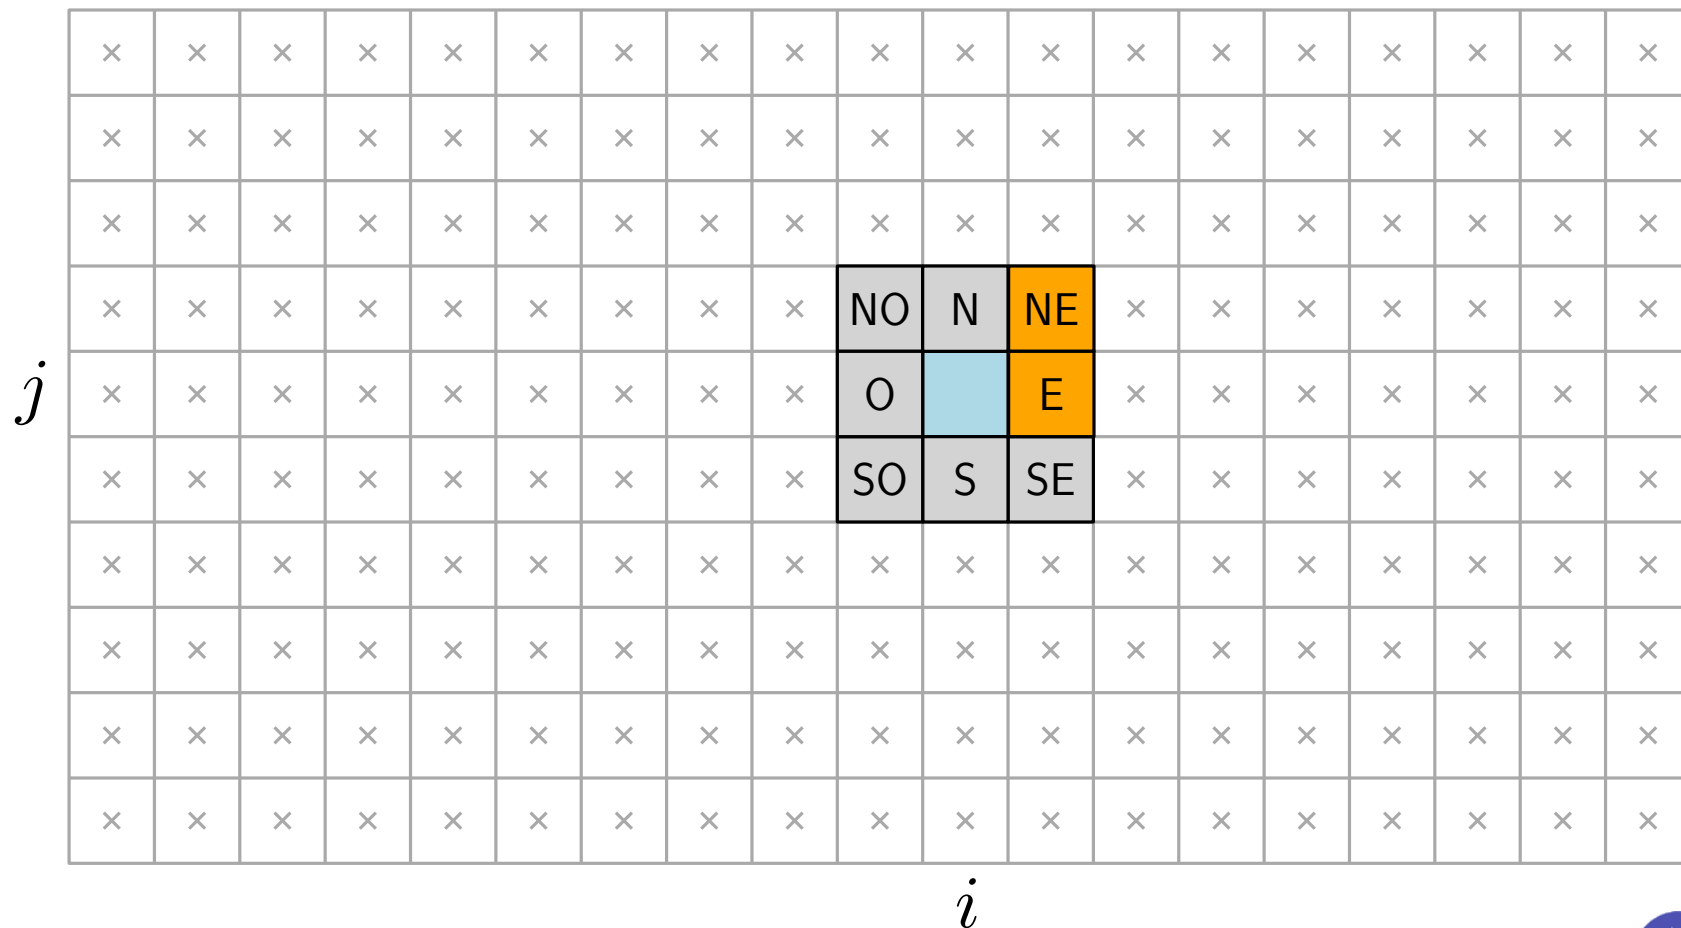 × × × × × × × × × × × × × × × × × × ×
× × × × × × × × × × × × × × × × × × ×
× × × × × × × × × × × × × × × × × × ×
× × × × × × × × × NO N NE × × × × × × ×
j × × × × × × × × × O E × × × × × × ×
× × × × × × × × × SO S SE × × × × × × ×
× × × × × × × × × × × × × × × × × × ×
× × × × × × × × × × × × × × × × × × ×
× × × × × × × × × × × × × × × × × × ×
× × × × × × × × × × × × × × × × × × ×
i